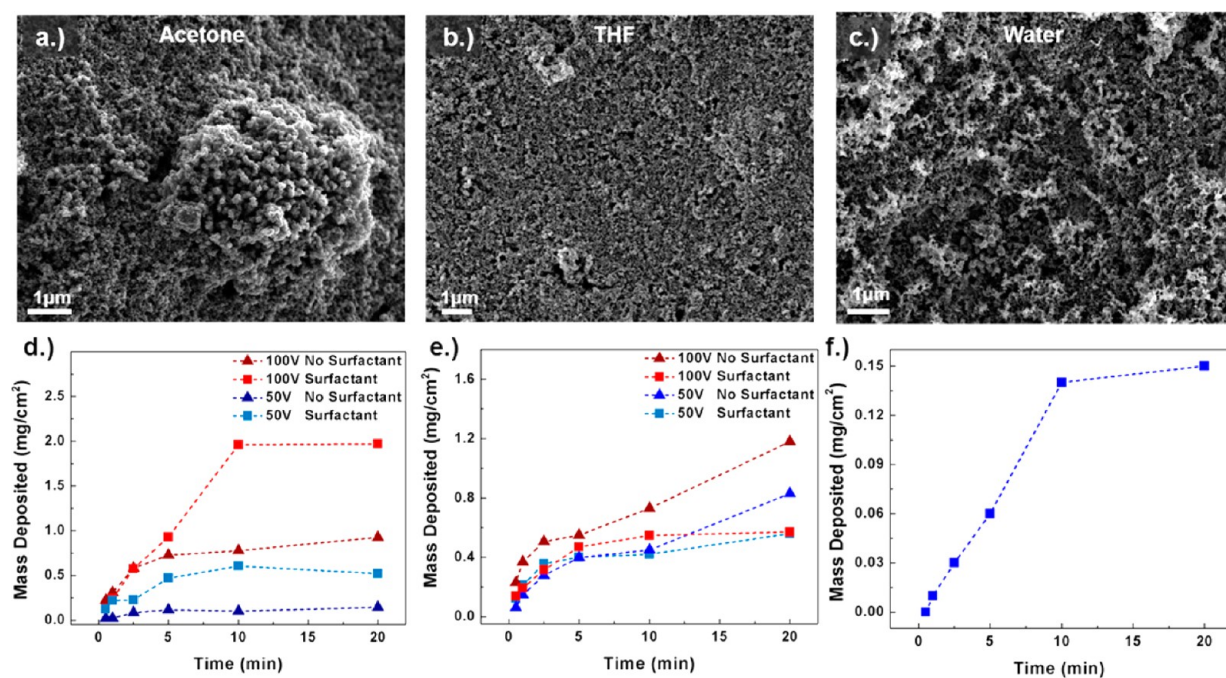 a.) Acetone
1μm
b.) THF
1μm
c.) Water
1μm
d.)
Mass Deposited (mg/cm²)
2.5
2.0
1.5
1.0
0.5
0.0
100V No Surfactant
100V Surfactant
50V No Surfactant
50V Surfactant
0 5 10 15 20
Time (min)
e.)
Mass Deposited (mg/cm²)
1.6
1.2
0.8
0.4
0.0
100V No Surfactant
100V Surfactant
50V No Surfactant
50V Surfactant
0 5 10 15 20
Time (min)
f.)
Mass Deposited (mg/cm²)
0.15
0.12
0.09
0.06
0.03
0.00
0 5 10 15 20
Time (min)